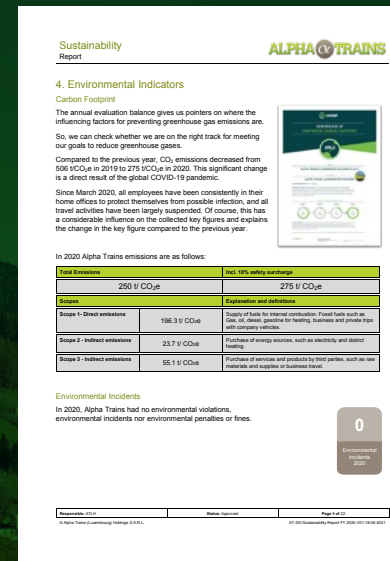 Sustainability
Report
ALPHA TRAINS
4. Environmental Indicators
Carbon Footprint
The annual evaluation balance gives us pointers on where the
influencing factors for preventing greenhouse gas emissions are.
So, we can check whether we are on the right track for meeting
our goals to reduce greenhouse gases.
Compared to the previous year, CO₂ emissions decreased from
506 t/CO₂e in 2019 to 275 t/CO₂e in 2020. This significant change
is a direct result of the global COVID-19 pandemic.
Since March 2020, all employees have been consistently in their
home offices to protect themselves from possible infection, and all
travel activities have been largely suspended. Of course, this has
a considerable influence on the collected key figures and explains
the change in the key figure compared to the previous year.
In 2020 Alpha Trains emissions are as follows:
Total Emissions Incl. 10% safety surcharge
250 t/ CO₂e 275 t/ CO₂e
Scopes Explanation and definitions
Scope 1- Direct emissions 196.3 t/ CO₂e Supply of fuels for internal combustion: Fossil fuels such as
Gas, oil, diesel, gasoline for heating, business and private trips
with company vehicles.
Scope 2 - Indirect emissions 23.7 t/ CO₂e Purchase of energy sources, such as electricity and district
heating.
Scope 3 - Indirect emissions 55.1 t/ CO₂e Purchase of services and products by third parties, such as raw
materials and supplies or business travel.
Environmental Incidents
In 2020, Alpha Trains had no environmental violations,
environmental incidents nor environmental penalties or fines.
0
Environmental
Incidents
2020
Responsible: ATLH Status: Approved Page 9 of 22
© Alpha Trains (Luxembourg) Holdings S.A.R.L. AT-DO-Sustainability Report FY 2020-V01-18-06-2021